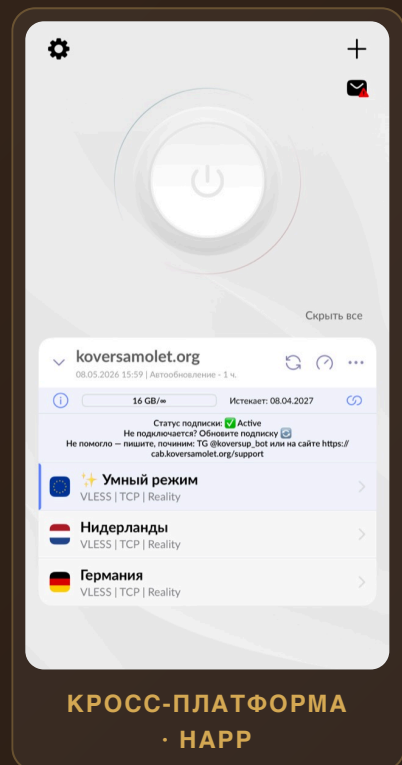 Скрыть все
koversamolet.org
08.05.2026 15:59 | Автообновление - 1 ч.
16 GB/∞
Истекает: 08.04.2027
Статус подписки: ✅ Active
Не подключается? Обновите подписку 🔄
Не помогло — пишите, починим: TG @koversup_bot или на сайте https://
cab.koversamolet.org/support
✨ Умный режим
VLESS | TCP | Reality
Нидерланды
VLESS | TCP | Reality
Германия
VLESS | TCP | Reality
КРОСС-ПЛАТФОРМА
· HAPP